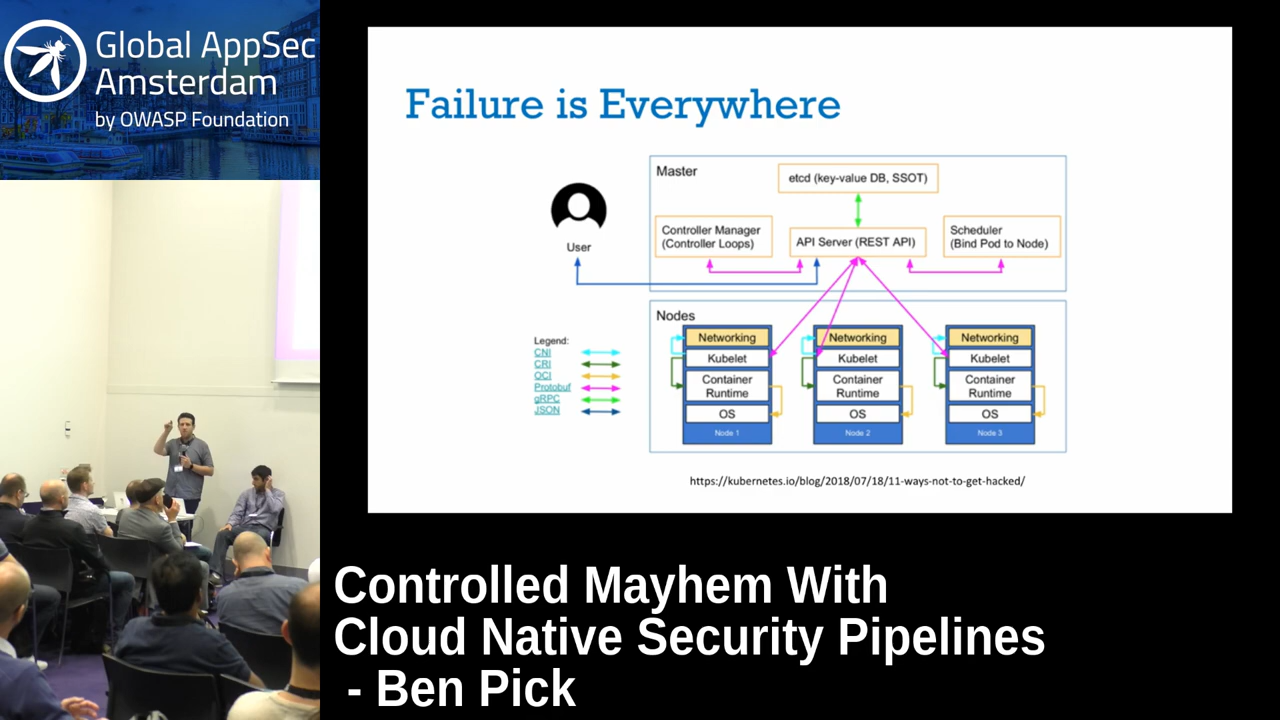 Global AppSec
Amsterdam
by OWASP Foundation
Failure is Everywhere
Master
etcd (key-value DB, SSOT)
Controller Manager
(Controller Loops)
API Server (REST API)
Scheduler
(Bind Pod to Node)
User
Nodes
Legend:
CNI
CRI
OCI
Protobuf
gRPC
JSON
Networking
Kubelet
Container
Runtime
OS
Node 1
Networking
Kubelet
Container
Runtime
OS
Node 2
Networking
Kubelet
Container
Runtime
OS
Node 3
https://kubernetes.io/blog/2018/07/18/11-ways-not-to-get-hacked/
Controlled Mayhem With
Cloud Native Security Pipelines
- Ben Pick